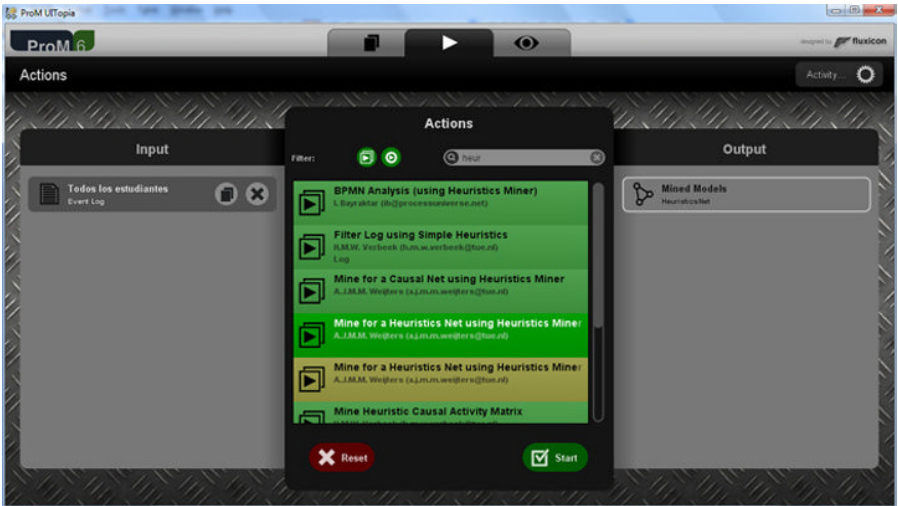 ProM UITopia
ProM 6
designed by fluxicon
Actions
Activity...
Input
Todos los estudiantes
Event Log
Actions
Filter:
heur
BPMN Analysis (using Heuristics Miner)
I. Bayraktar (ib@processuniverse.net)
Filter Log using Simple Heuristics
H.M.W. Verbeek (h.m.w.verbeek@tue.nl)
Log
Mine for a Causal Net using Heuristics Miner
A.J.M.M. Weijters (a.j.m.m.weijters@tue.nl)
Mine for a Heuristics Net using Heuristics Miner
A.J.M.M. Weijters (a.j.m.m.weijters@tue.nl)
Mine for a Heuristics Net using Heuristics Miner
A.J.M.M. Weijters (a.j.m.m.weijters@tue.nl)
Mine Heuristic Causal Activity Matrix
Reset
Start
Output
Mined Models
HeuristicsNet